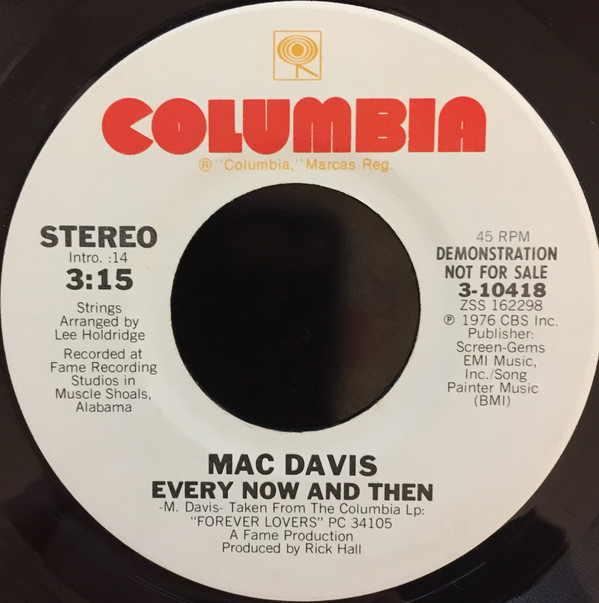 COLUMBIA
® "Columbia," Marcas Reg.
STEREO
Intro. :14
3:15
Strings
Arranged by
Lee Holdridge
Recorded at
Fame Recording
Studios in
Muscle Shoals,
Alabama
45 RPM
DEMONSTRATION
NOT FOR SALE
3-10418
ZSS 162298
℗ 1976 CBS Inc.
Publisher:
Screen-Gems
EMI Music,
Inc./Song
Painter Music
(BMI)
MAC DAVIS
EVERY NOW AND THEN
-M. Davis- Taken From The Columbia Lp:
"FOREVER LOVERS" PC 34105
A Fame Production
Produced by Rick Hall